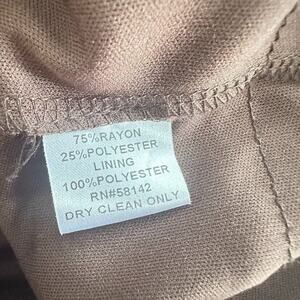 75%RAYON
25%POLYESTER
LINING
100%POLYESTER
RN#58142
DRY CLEAN ONLY